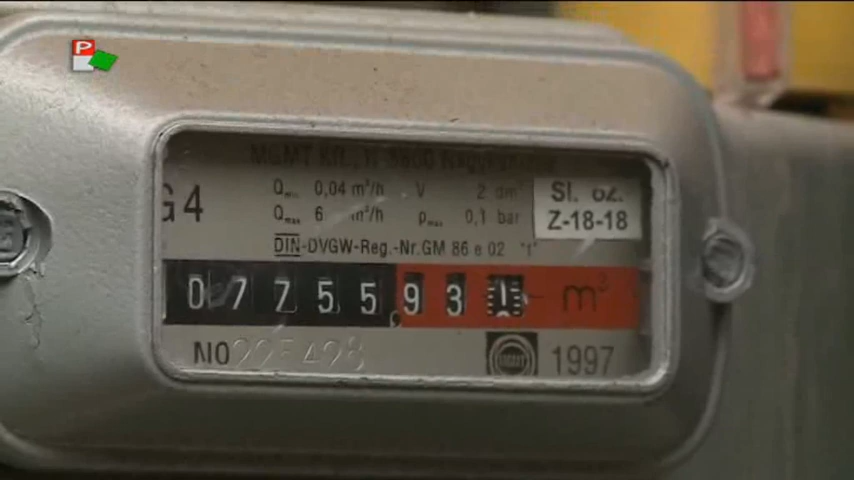 P
G4
Qmin 0,04 m³/h V 2 dm³
Sl.
Qmax 6 m³/h pmax 0,1 bar
Z-18-18
DIN-DVGW-Reg.-Nr.GM 86 e 02 "f"
0 7 7 5 5 9 3 1 m³
NO
1997